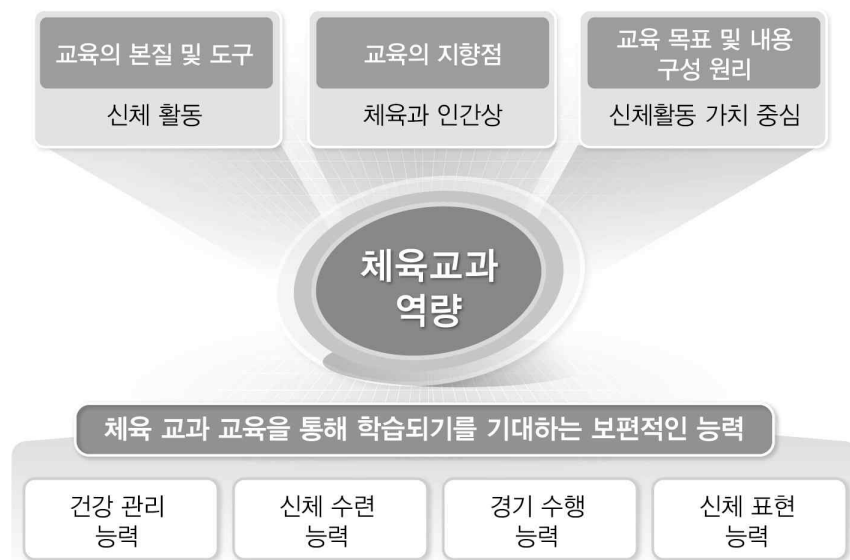 교육의 본질 및 도구
신체 활동
교육의 지향점
체육과 인간상
교육 목표 및 내용
구성 원리
신체활동 가치 중심
체육교과
역량
체육 교과 교육을 통해 학습되기를 기대하는 보편적인 능력
건강 관리
능력
신체 수련
능력
경기 수행
능력
신체 표현
능력